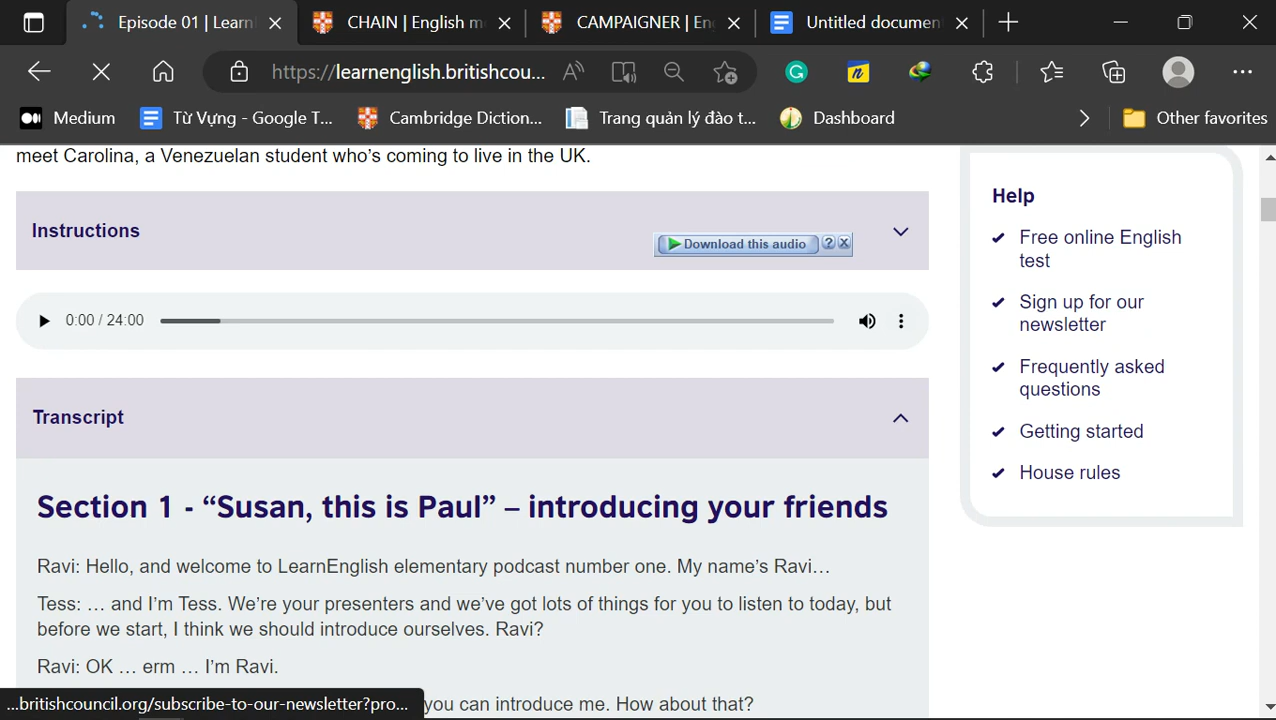 Episode 01 | Learn
CHAIN | English m
CAMPAIGNER | En
Untitled documen
https://learnenglish.britishcou...
Medium
Từ Vựng - Google T...
Cambridge Diction...
Trang quản lý đào t...
Dashboard
Other favorites
meet Carolina, a Venezuelan student who's coming to live in the UK.
Instructions
Download this audio
0:00 / 24:00
Transcript
Section 1 - “Susan, this is Paul” – introducing your friends
Ravi: Hello, and welcome to LearnEnglish elementary podcast number one. My name’s Ravi…
Tess: … and I’m Tess. We’re your presenters and we’ve got lots of things for you to listen to today, but
before we start, I think we should introduce ourselves. Ravi?
Ravi: OK … erm … I’m Ravi.
you can introduce me. How about that?
Help
Free online English
test
Sign up for our
newsletter
Frequently asked
questions
Getting started
House rules
...britishcouncil.org/subscribe-to-our-newsletter?pro...